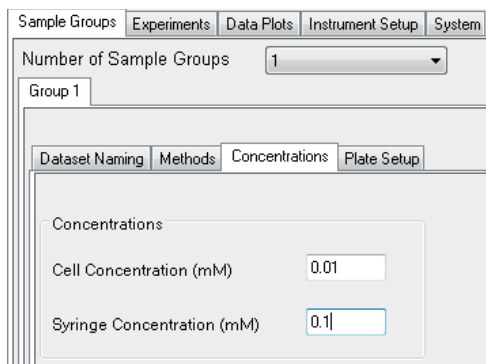 Sample Groups Experiments Data Plots Instrument Setup System
Number of Sample Groups 1
Group 1
Dataset Naming Methods Concentrations Plate Setup
Concentrations
Cell Concentration (mM) 0.01
Syringe Concentration (mM) 0.1